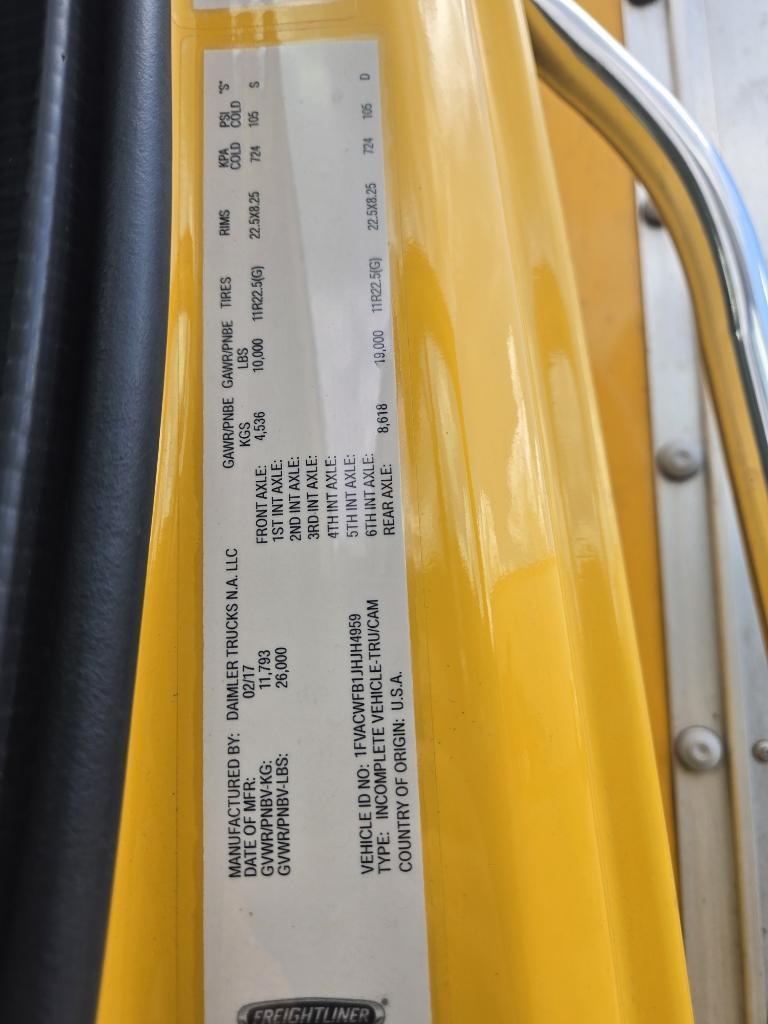 FREIGHTLINER®
MANUFACTURED BY: DAIMLER TRUCKS N.A. LLC
DATE OF MFR: 02/17
GVWR/PNBV-KG: 11,793
GVWR/PNBV-LBS: 26,000
VEHICLE ID NO: 1FVACWFB1JHJH4959
TYPE: INCOMPLETE VEHICLE-TRU/CAM
COUNTRY OF ORIGIN: U.S.A.
GAWR/PNBE GAWR/PNBE TIRES RIMS KPA PSI "S"
KGS LBS COLD COLD
FRONT AXLE: 4,536 10,000 11R22.5(G) 22.5X8.25 724 105 S
1ST INT AXLE:
2ND INT AXLE:
3RD INT AXLE:
4TH INT AXLE:
5TH INT AXLE:
6TH INT AXLE:
REAR AXLE: 8,618 19,000 11R22.5(G) 22.5X8.25 724 105 D